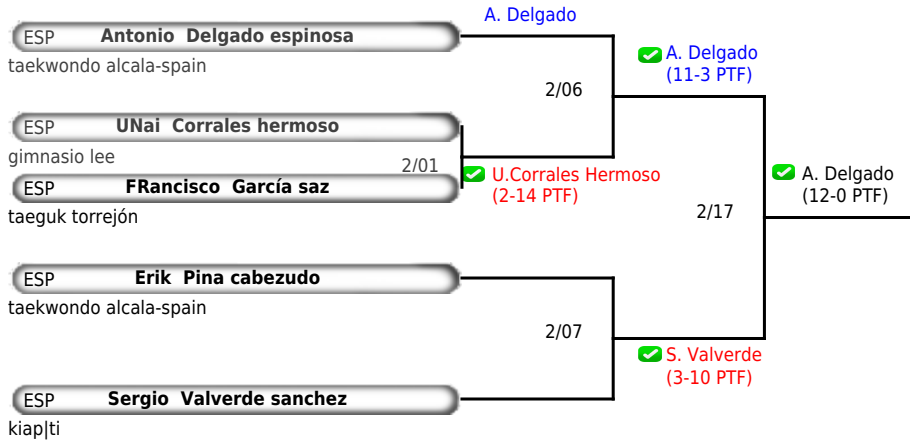 A. Delgado
ESP Antonio Delgado espinosa
taekwondo alcala-spain
A. Delgado
(11-3 PTF)
2/06
ESP UNai Corrales hermoso
gimnasio lee
2/01
U.Corrales Hermoso
(2-14 PTF)
A. Delgado
(12-0 PTF)
ESP FRancisco García saz
taeguk torrejón
2/17
ESP Erik Pina cabezudo
taekwondo alcala-spain
2/07
S. Valverde
(3-10 PTF)
ESP Sergio Valverde sanchez
kiap|ti